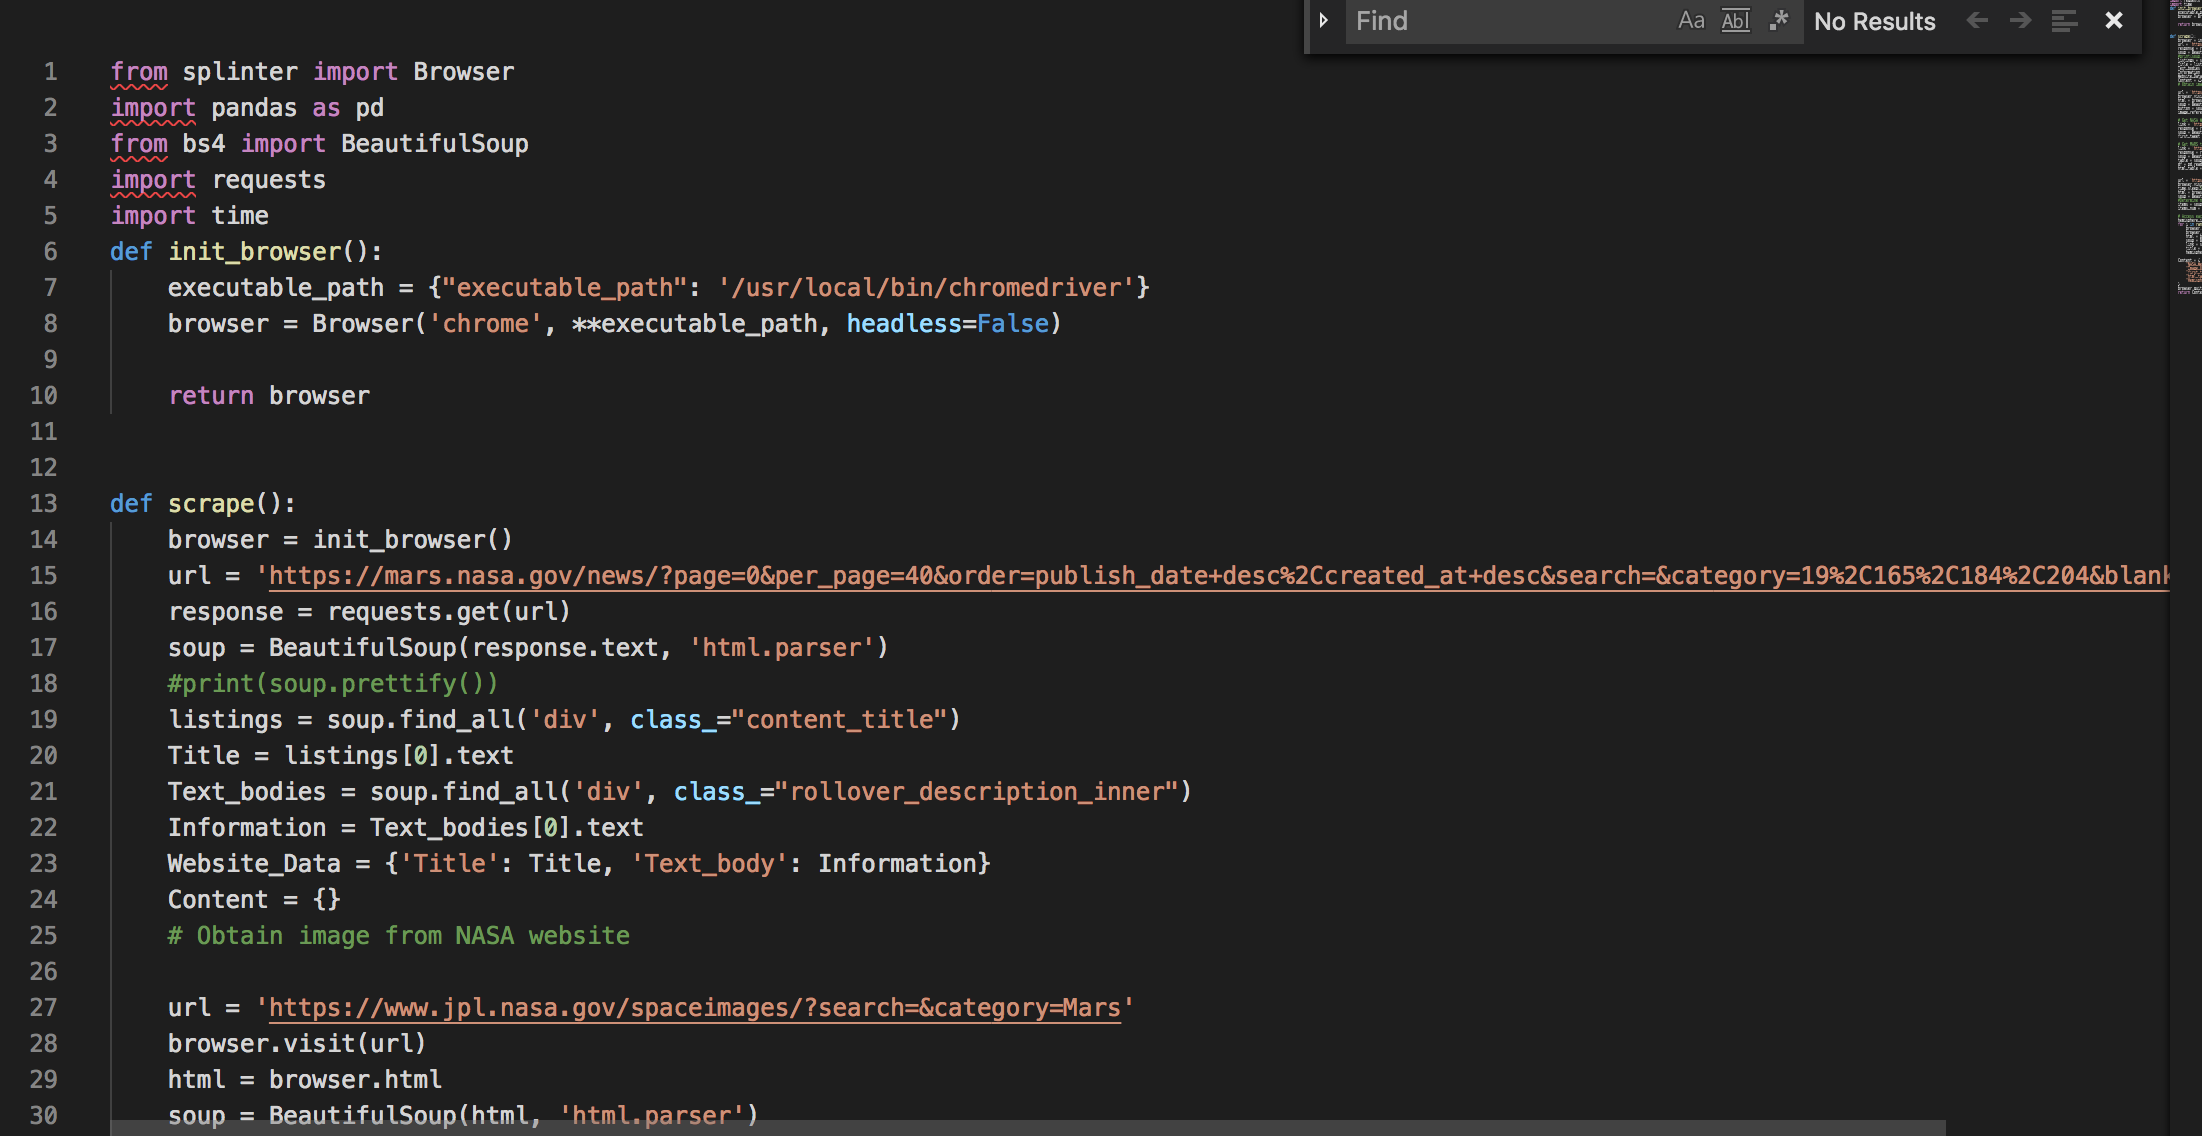 Find Aa Abl .* No Results
1 from splinter import Browser
2 import pandas as pd
3 from bs4 import BeautifulSoup
4 import requests
5 import time
6 def init_browser():
7     executable_path = {"executable_path": '/usr/local/bin/chromedriver'}
8     browser = Browser('chrome', **executable_path, headless=False)
9
10     return browser
11
12
13 def scrape():
14     browser = init_browser()
15     url = 'https://mars.nasa.gov/news/?page=0&per_page=40&order=publish_date+desc%2Ccreated_at+desc&search=&category=19%2C165%2C184%2C204&blank
16     response = requests.get(url)
17     soup = BeautifulSoup(response.text, 'html.parser')
18     #print(soup.prettify())
19     listings = soup.find_all('div', class_="content_title")
20     Title = listings[0].text
21     Text_bodies = soup.find_all('div', class_="rollover_description_inner")
22     Information = Text_bodies[0].text
23     Website_Data = {'Title': Title, 'Text_body': Information}
24     Content = {}
25     # Obtain image from NASA website
26
27     url = 'https://www.jpl.nasa.gov/spaceimages/?search=&category=Mars'
28     browser.visit(url)
29     html = browser.html
30     soup = BeautifulSoup(html, 'html.parser')